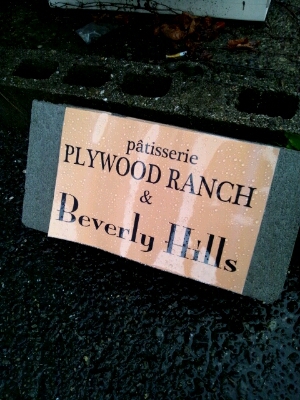 pâtisserie
PLYWOOD RANCH
&
Beverly Hills